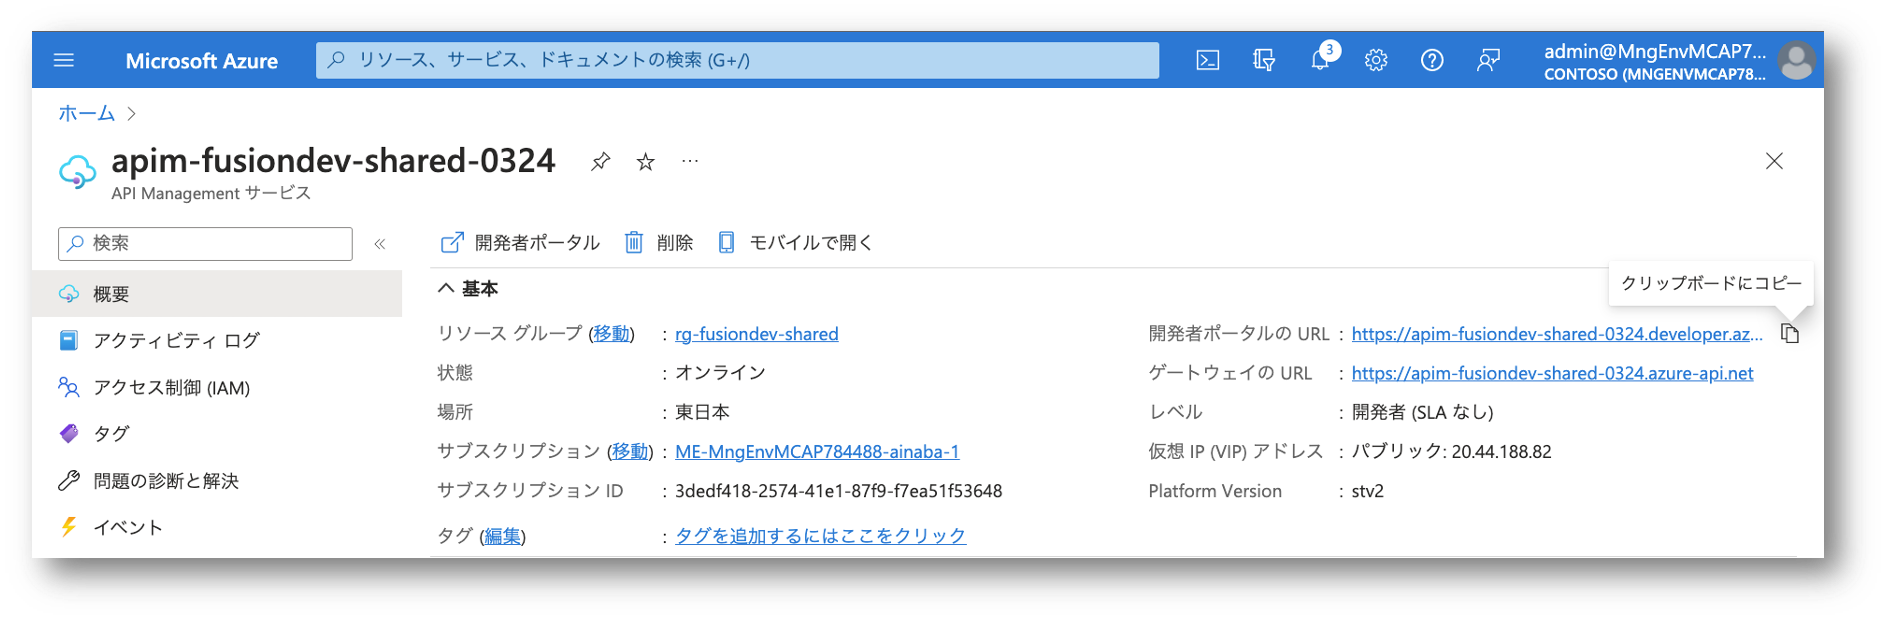 Microsoft Azure
リソース、サービス、ドキュメントの検索 (G+/)
3
admin@MngEnvMCAP7...
CONTOSO (MNGENVMCAP78...
ホーム
apim-fusiondev-shared-0324
API Management サービス
検索
概要
アクティビティ ログ
アクセス制御 (IAM)
タグ
問題の診断と解決
イベント
開発者ポータル 削除 モバイルで開く
基本
リソース グループ (移動) : rg-fusiondev-shared
状態 : オンライン
場所 : 東日本
サブスクリプション (移動) : ME-MngEnvMCAP784488-ainaba-1
サブスクリプション ID : 3dedf418-2574-41e1-87f9-f7ea51f53648
タグ (編集) : タグを追加するにはここをクリック
クリップボードにコピー
開発者ポータルの URL : https://apim-fusiondev-shared-0324.developer.az...
ゲートウェイの URL : https://apim-fusiondev-shared-0324.azure-api.net
レベル : 開発者 (SLA なし)
仮想 IP (VIP) アドレス : パブリック: 20.44.188.82
Platform Version : stv2